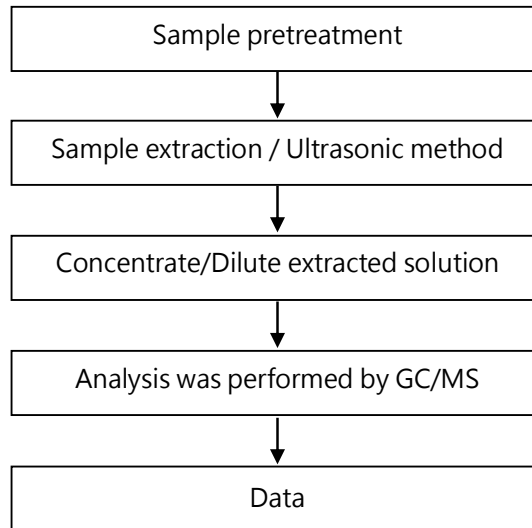 Sample pretreatment
Sample extraction / Ultrasonic method
Concentrate/Dilute extracted solution
Analysis was performed by GC/MS
Data